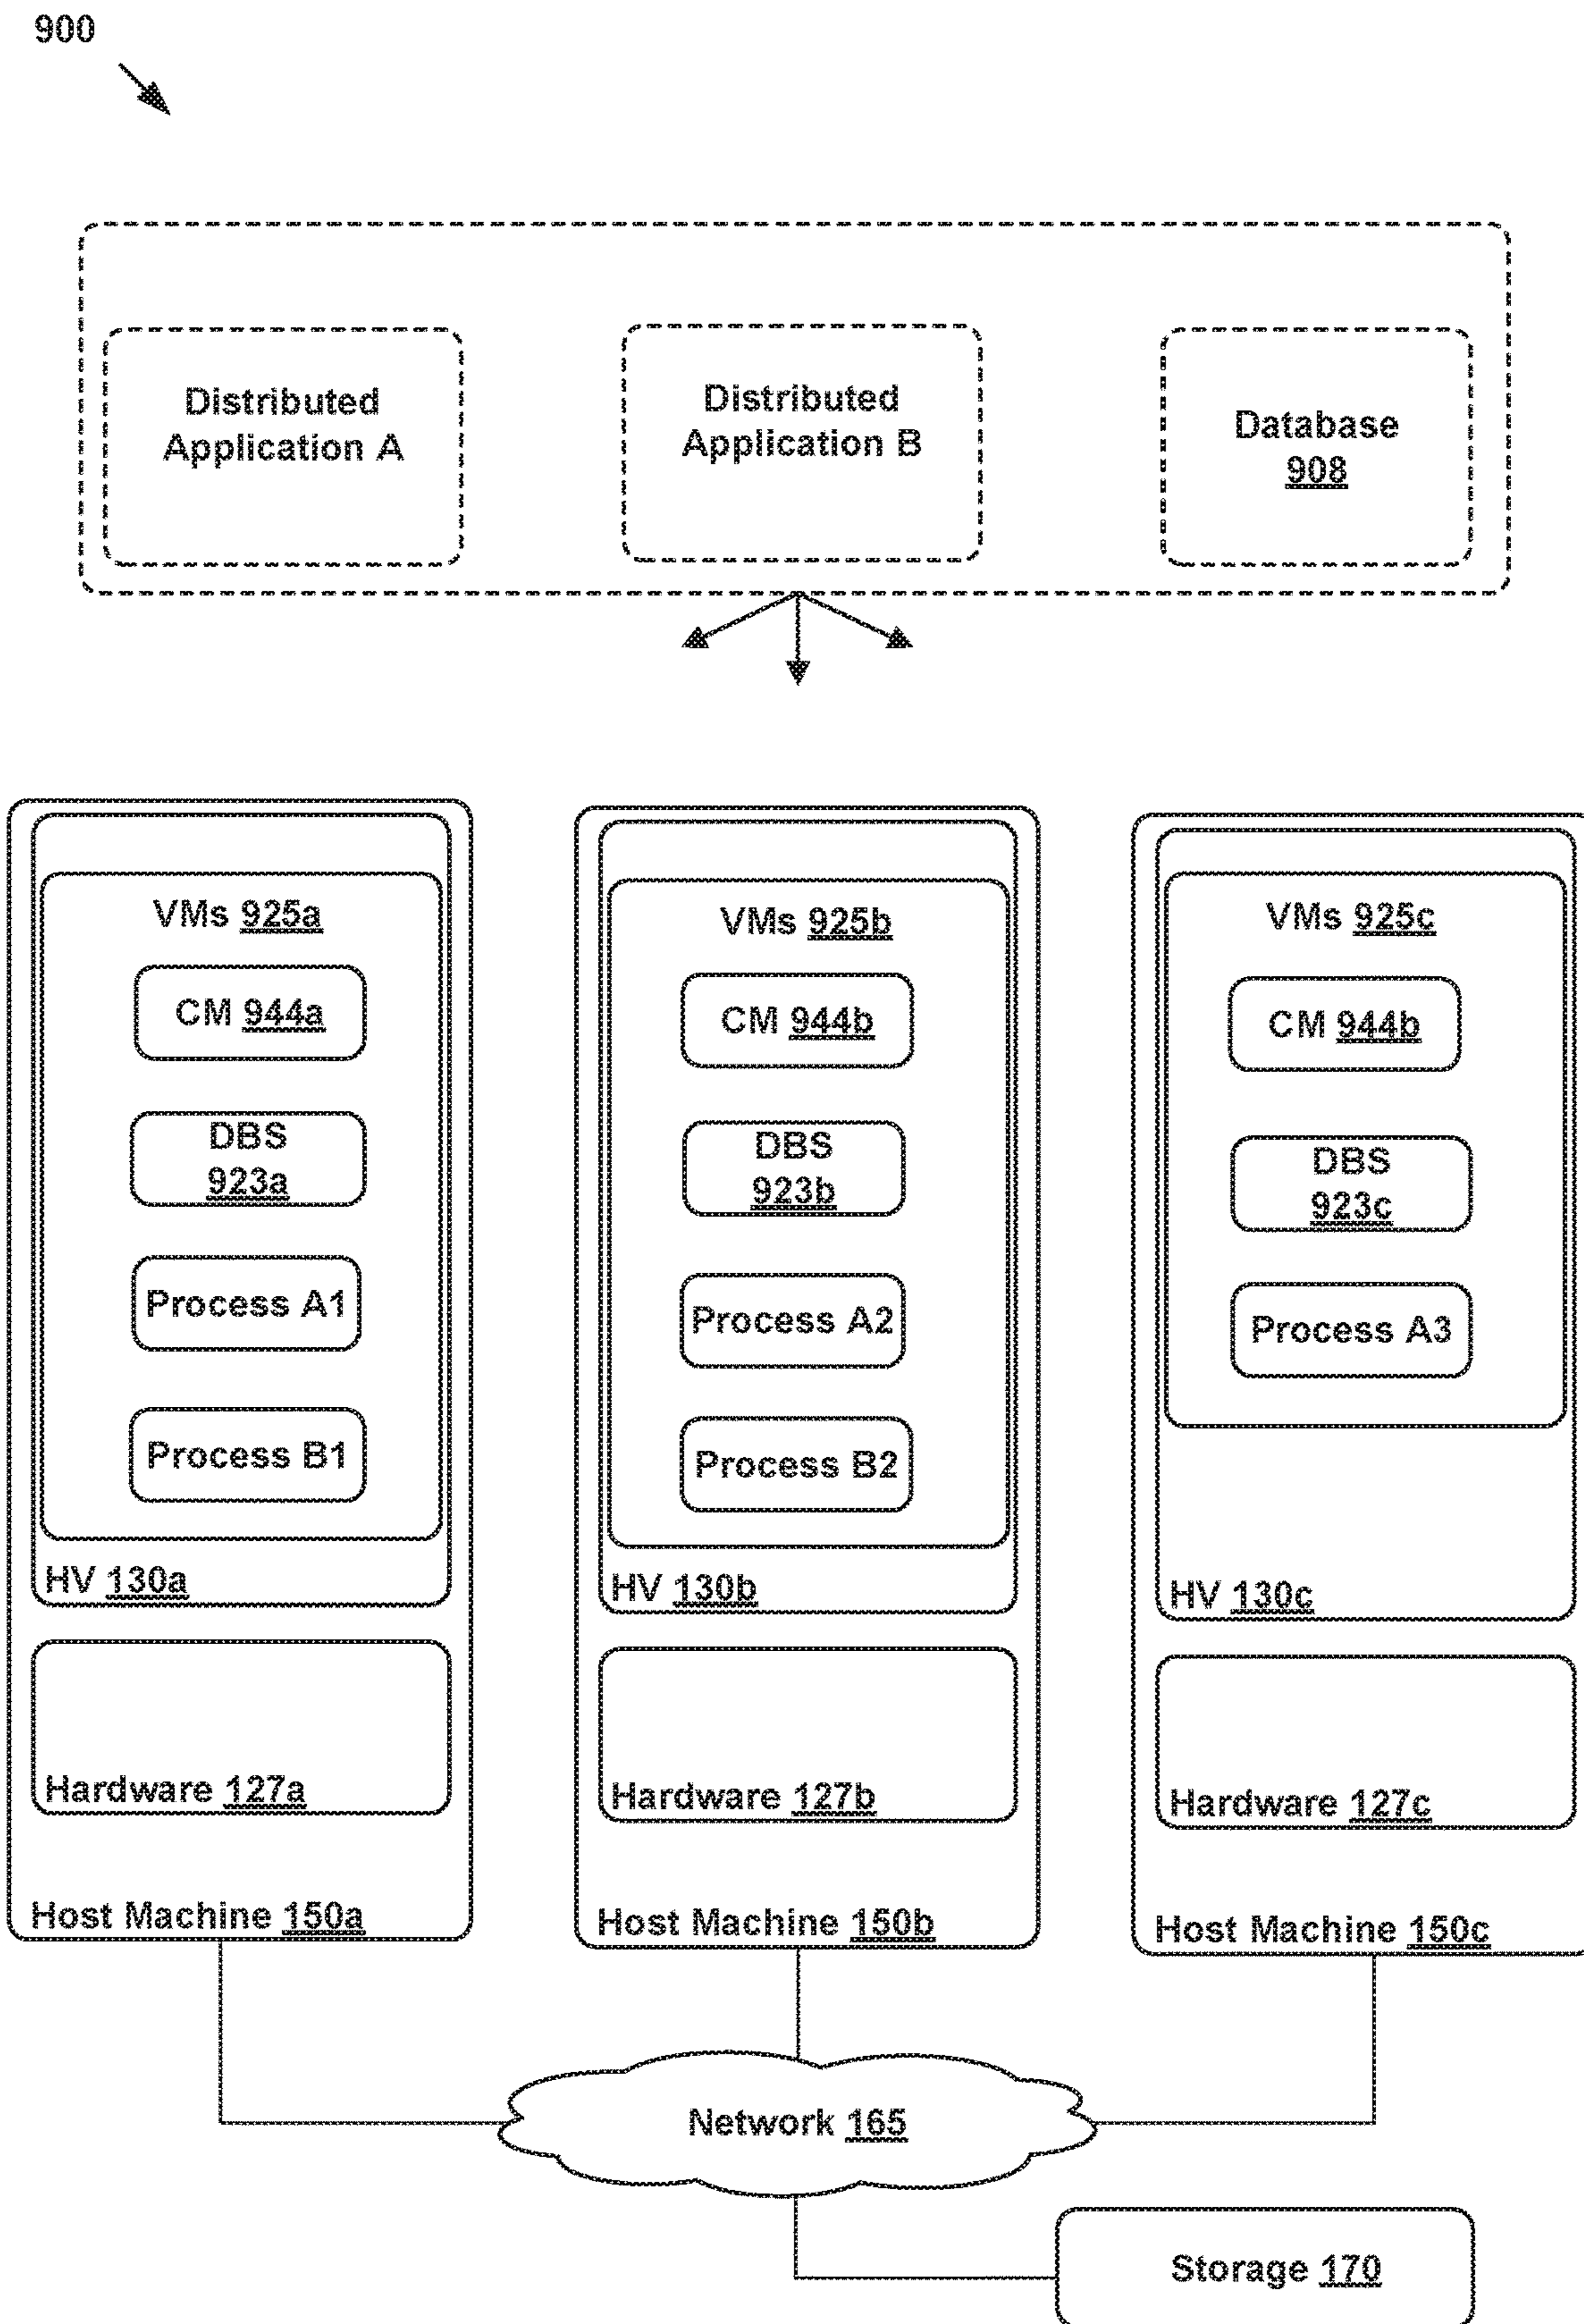 900
Distributed
Application A
Distributed
Application B
Database
908
VMs 925a
CM 944a
DBS
923a
Process A1
Process B1
HV 130a
Hardware 127a
Host Machine 150a
VMs 925b
CM 944b
DBS
923b
Process A2
Process B2
HV 130b
Hardware 127b
Host Machine 150b
VMs 925c
CM 944b
DBS
923c
Process A3
HV 130c
Hardware 127c
Host Machine 150c
Network 165
Storage 170